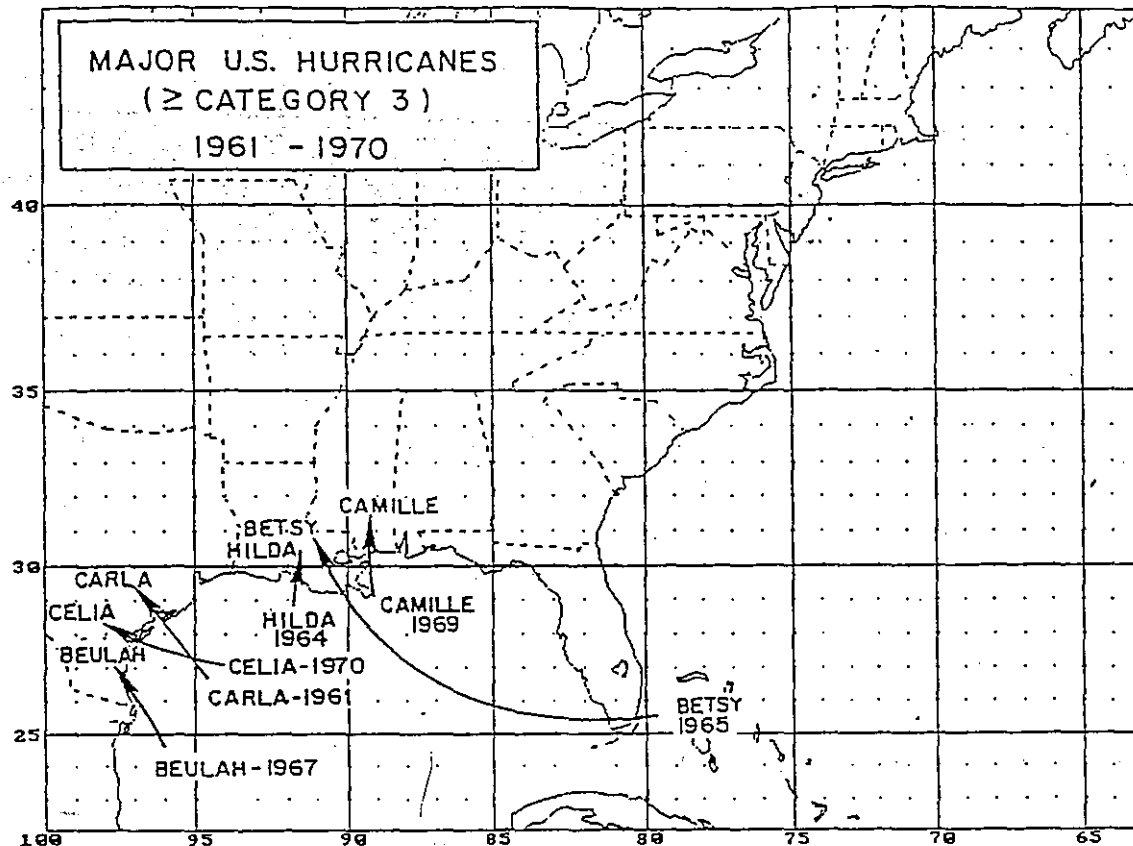 MAJOR U.S. HURRICANES
(≥ CATEGORY 3)
1961 - 1970
40
35
CAMILLE
BETSY
HILDA
30
CARLA
CELIA
CAMILLE
1969
HILDA
1964
BEULAH
CELIA-1970
CARLA-1961
BETSY
1965
25
BEULAH-1967
100
95
90
85
80
75
70
65